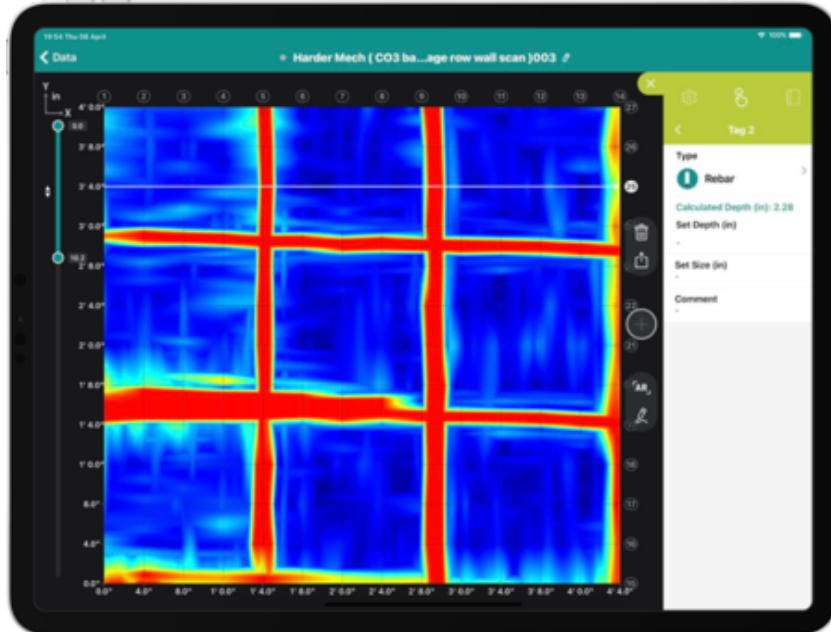 19:54 Thu 08 April
100%
Data
Harder Mech ( CO3 ba...age row wall scan )003
Y
in
X
1 2 3 4 5 6 7 8 9 10 11 12 13 14
4' 0.0"
3' 8.0"
3' 4.0"
3' 0.0"
2' 8.0"
2' 4.0"
2' 0.0"
1' 8.0"
1' 4.0"
1' 0.0"
8.0"
4.0"
0.0"
0.0
10.2
0.0" 4.0" 8.0" 1' 0.0" 1' 4.0" 1' 8.0" 2' 0.0" 2' 4.0" 2' 8.0" 3' 0.0" 3' 4.0" 3' 8.0" 4' 0.0" 4' 4.0"
27
26
25
22
21
18
17
16
15
AR
Tag 2
Type
Rebar
Calculated Depth (in): 2.28
Set Depth (in)
-
Set Size (in)
-
Comment
-